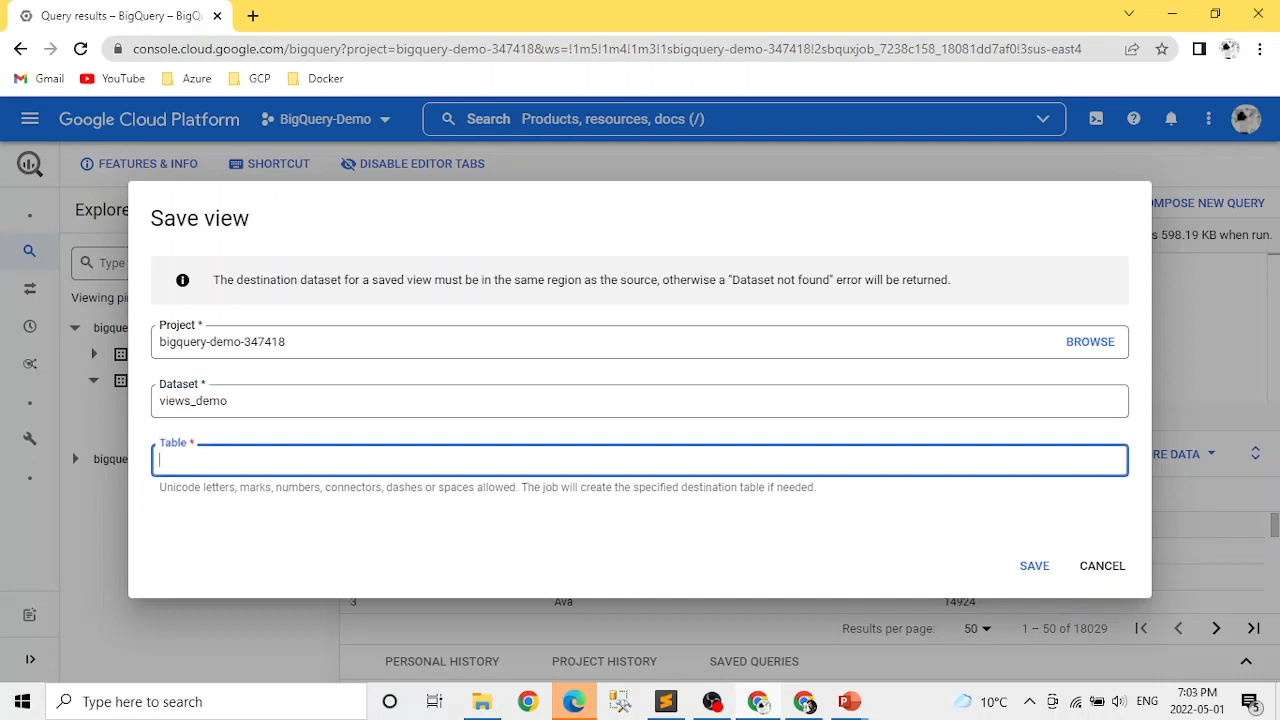 Query results – BigQuery – BigQ
console.cloud.google.com/bigquery?project=bigquery-demo-347418&ws=!1m5!1m4!1m3!1sbigquery-demo-347418!2sbquxjob_7238c158_18081dd7af0!3sus-east4
Gmail YouTube Azure GCP Docker
Google Cloud Platform BigQuery-Demo Search Products, resources, docs (/)
FEATURES & INFO SHORTCUT DISABLE EDITOR TABS
Explore
OMPOSE NEW QUERY
s 598.19 KB when run.
Type
Viewing pi
bigque
bigque
Save view
The destination dataset for a saved view must be in the same region as the source, otherwise a "Dataset not found" error will be returned.
Project *
bigquery-demo-347418 BROWSE
Dataset *
views_demo
Table *
Unicode letters, marks, numbers, connectors, dashes or spaces allowed. The job will create the specified destination table if needed.
SAVE CANCEL
RE DATA
3 Ava 14924
Results per page: 50 1 – 50 of 18029
PERSONAL HISTORY PROJECT HISTORY SAVED QUERIES
Type here to search
10°C
7:03 PM
2022-05-01
5